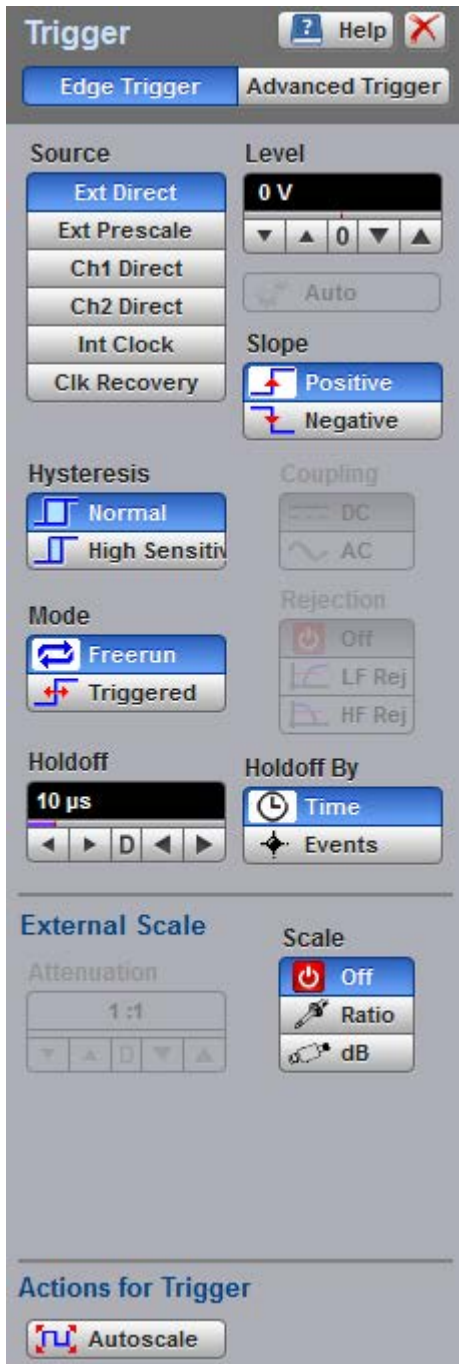 Trigger
? Help
Edge Trigger Advanced Trigger
Source
Ext Direct
Ext Prescale
Ch1 Direct
Ch2 Direct
Int Clock
Clk Recovery
Level
0 V
0
Auto
Slope
Positive
Negative
Hysteresis
Normal
High Sensitiv
Coupling
DC
AC
Mode
Freerun
Triggered
Rejection
Off
LF Rej
HF Rej
Holdoff
10 µs
D
Holdoff By
Time
Events
External Scale
Attenuation
1 :1
D
Scale
Off
Ratio
dB
Actions for Trigger
Autoscale